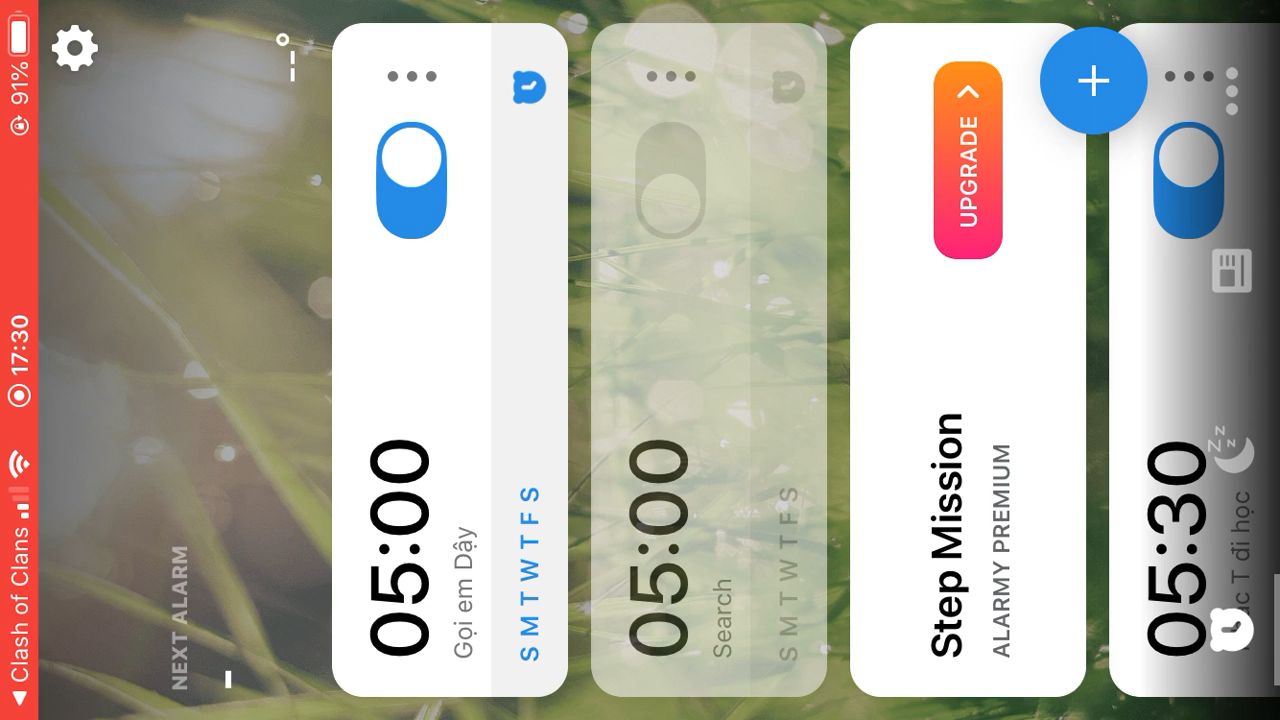 Clash of Clans
17:30
91%
NEXT ALARM
05:00
Gọi em Dậy
S M T W T F S
05:00
Search
S M T W T F S
Step Mission
ALARMY PREMIUM
UPGRADE
05:30
T đi học